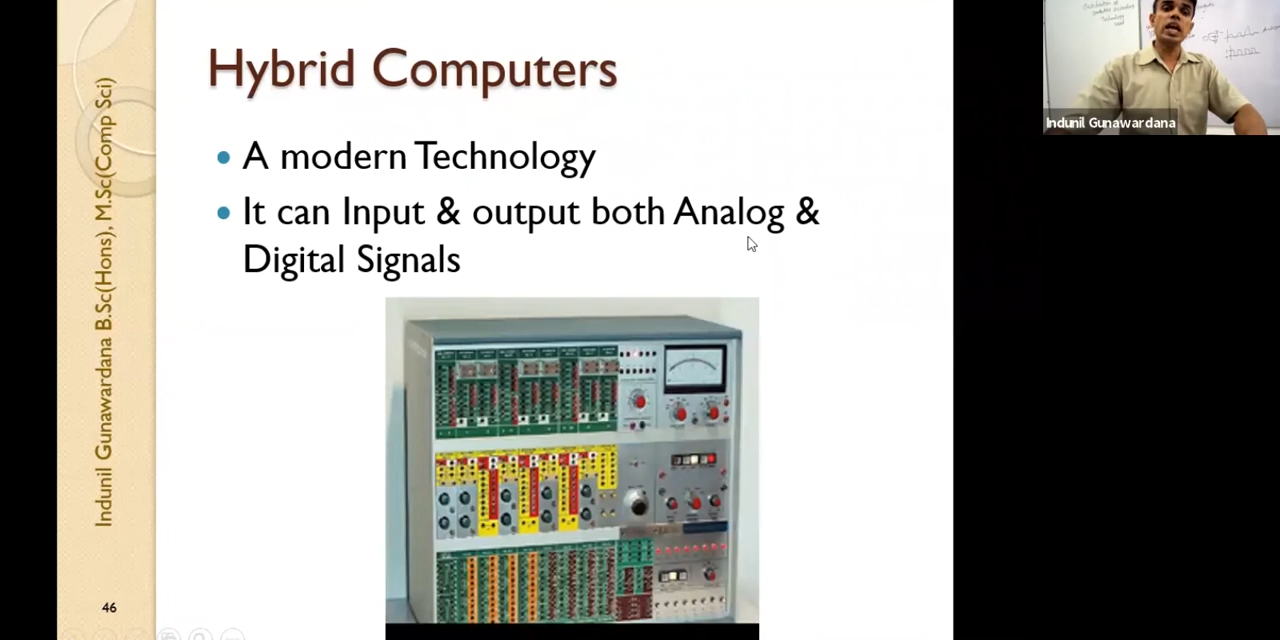 Hybrid Computers
• A modern Technology
• It can Input & output both Analog &
Digital Signals
Indunil Gunawardana B.Sc(Hons), M.Sc(Comp Sci)
46
Indunil Gunawardana